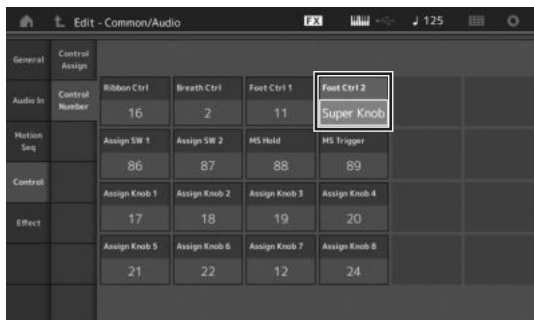 Edit - Common/Audio FX 125
General Control Assign
Audio In Control Number
Motion Seq
Control
Effect
Ribbon Ctrl Breath Ctrl Foot Ctrl 1 Foot Ctrl 2
16 2 11 Super Knob
Assign SW 1 Assign SW 2 MS Hold MS Trigger
86 87 88 89
Assign Knob 1 Assign Knob 2 Assign Knob 3 Assign Knob 4
17 18 19 20
Assign Knob 5 Assign Knob 6 Assign Knob 7 Assign Knob 8
21 22 12 24